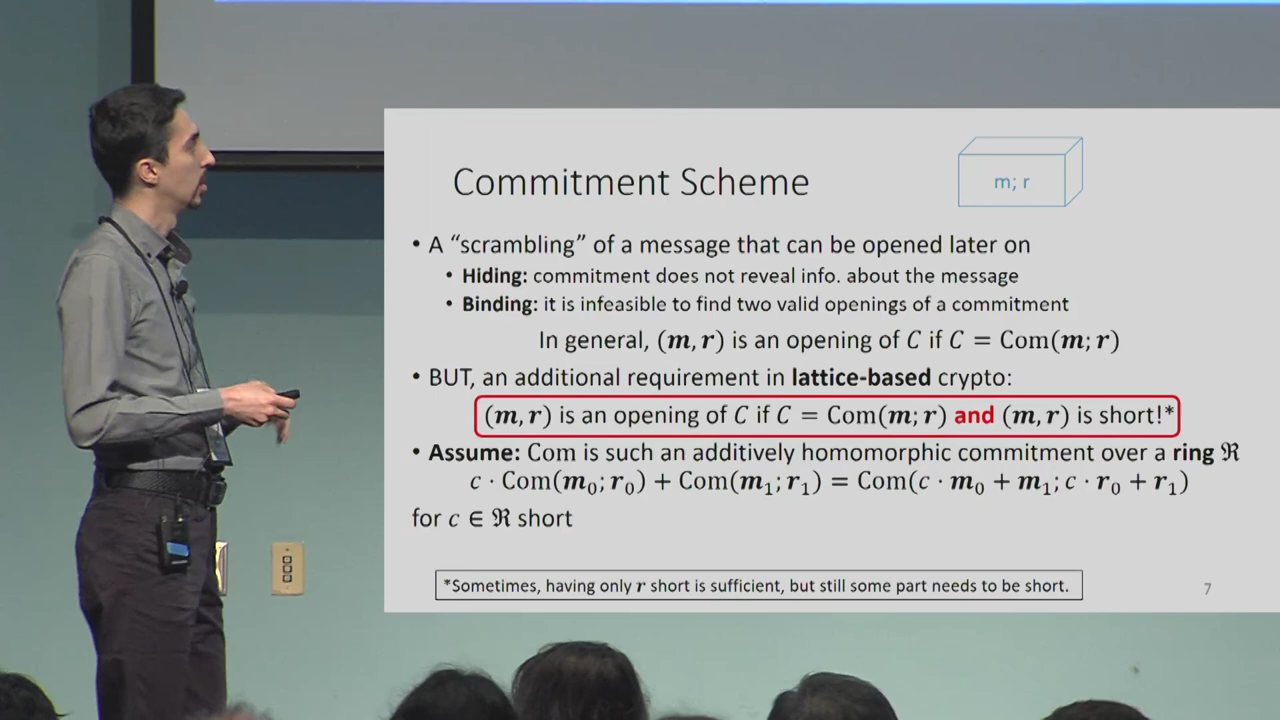 Commitment Scheme
m; r
• A “scrambling” of a message that can be opened later on
• Hiding: commitment does not reveal info. about the message
• Binding: it is infeasible to find two valid openings of a commitment
In general, (m, r) is an opening of C if C = Com(m; r)
• BUT, an additional requirement in lattice-based crypto:
(m, r) is an opening of C if C = Com(m; r) and (m, r) is short!*
• Assume: Com is such an additively homomorphic commitment over a ring ℜ
c · Com(m₀; r₀) + Com(m₁; r₁) = Com(c · m₀ + m₁; c · r₀ + r₁)
for c ∈ ℜ short
*Sometimes, having only r short is sufficient, but still some part needs to be short.
7